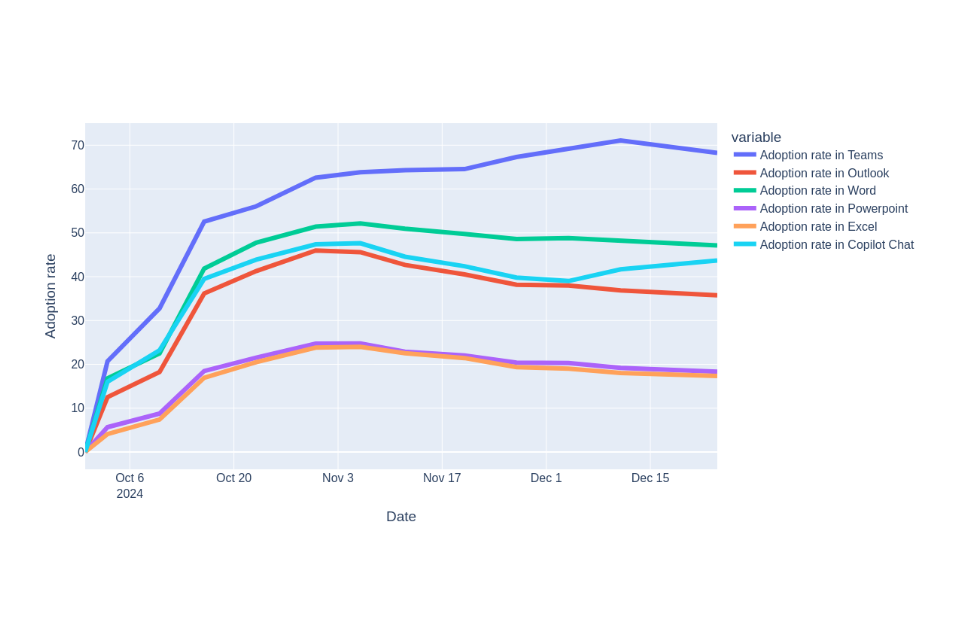 variable
Adoption rate in Teams
Adoption rate in Outlook
Adoption rate in Word
Adoption rate in Powerpoint
Adoption rate in Excel
Adoption rate in Copilot Chat
Adoption rate
70
60
50
40
30
20
10
0
Oct 6 Oct 20 Nov 3 Nov 17 Dec 1 Dec 15
2024
Date